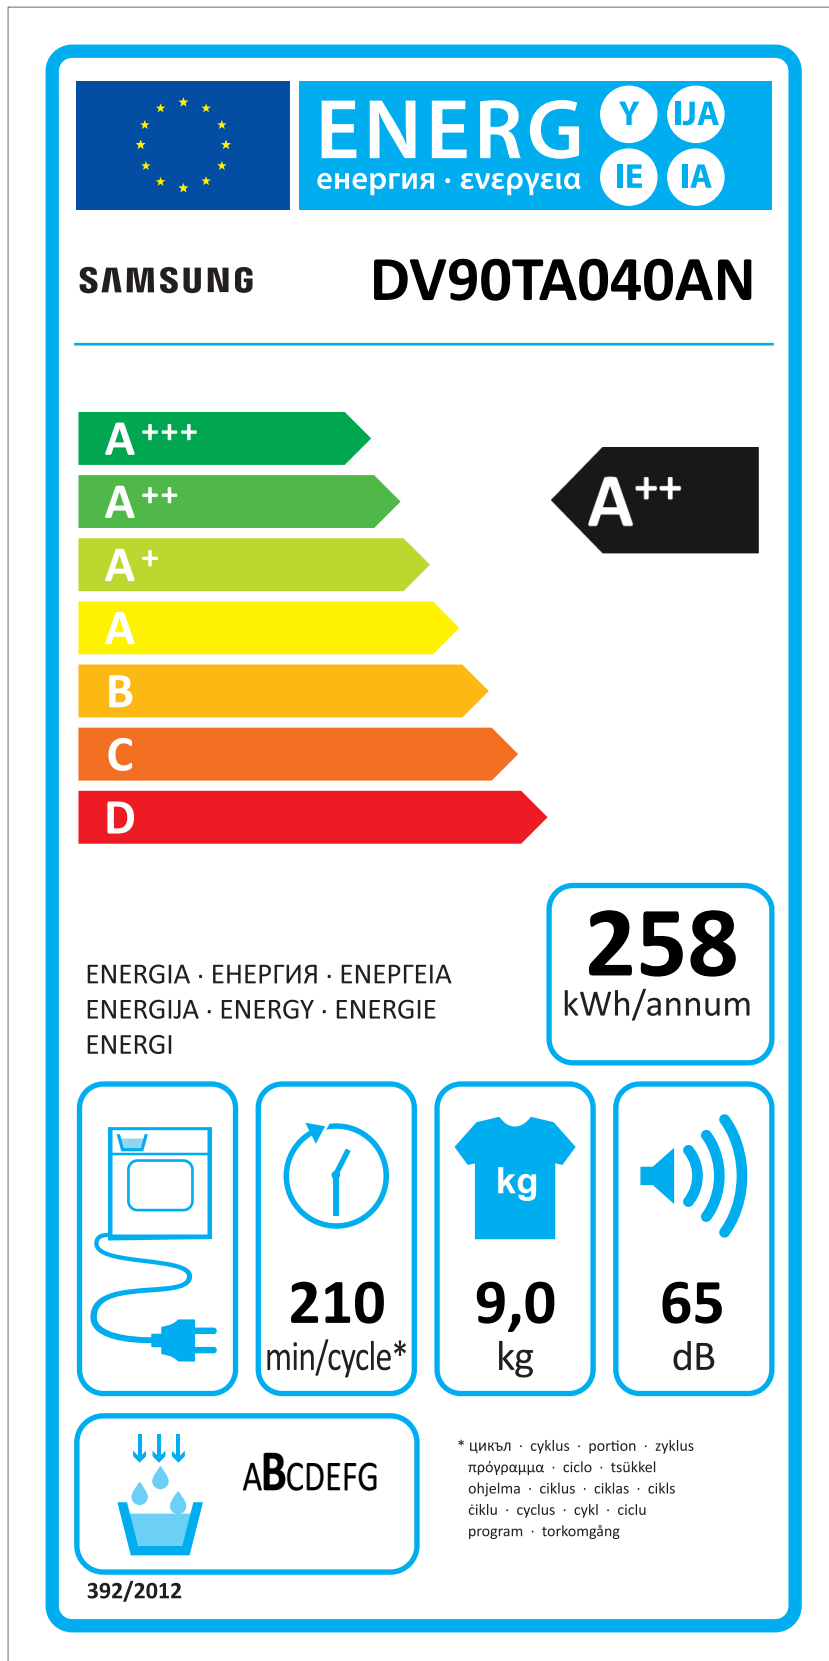 ENERG Y IJA
енергия · ενεργεια IE IA
SAMSUNG DV90TA040AN
A+++
A++
A++
A+
A
B
C
D
258
kWh/annum
ENERGIA · ЕНЕРГИЯ · ΕΝΕΡΓΕΙΑ
ENERGIJA · ENERGY · ENERGIE
ENERGI
kg
210
min/cycle*
9,0
kg
65
dB
ABCDEFG
* цикъл · cyklus · portion · zyklus
πρόγραμμα · ciclo · tsükkel
ohjelma · ciklus · ciklas · cikls
ċiklu · cyclus · cykl · ciclu
program · torkomgång
392/2012